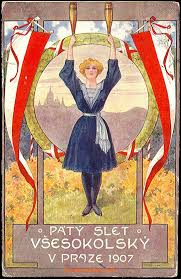 PÁTÝ SLET
VŠESOKOLSKÝ
V PRAZE 1907